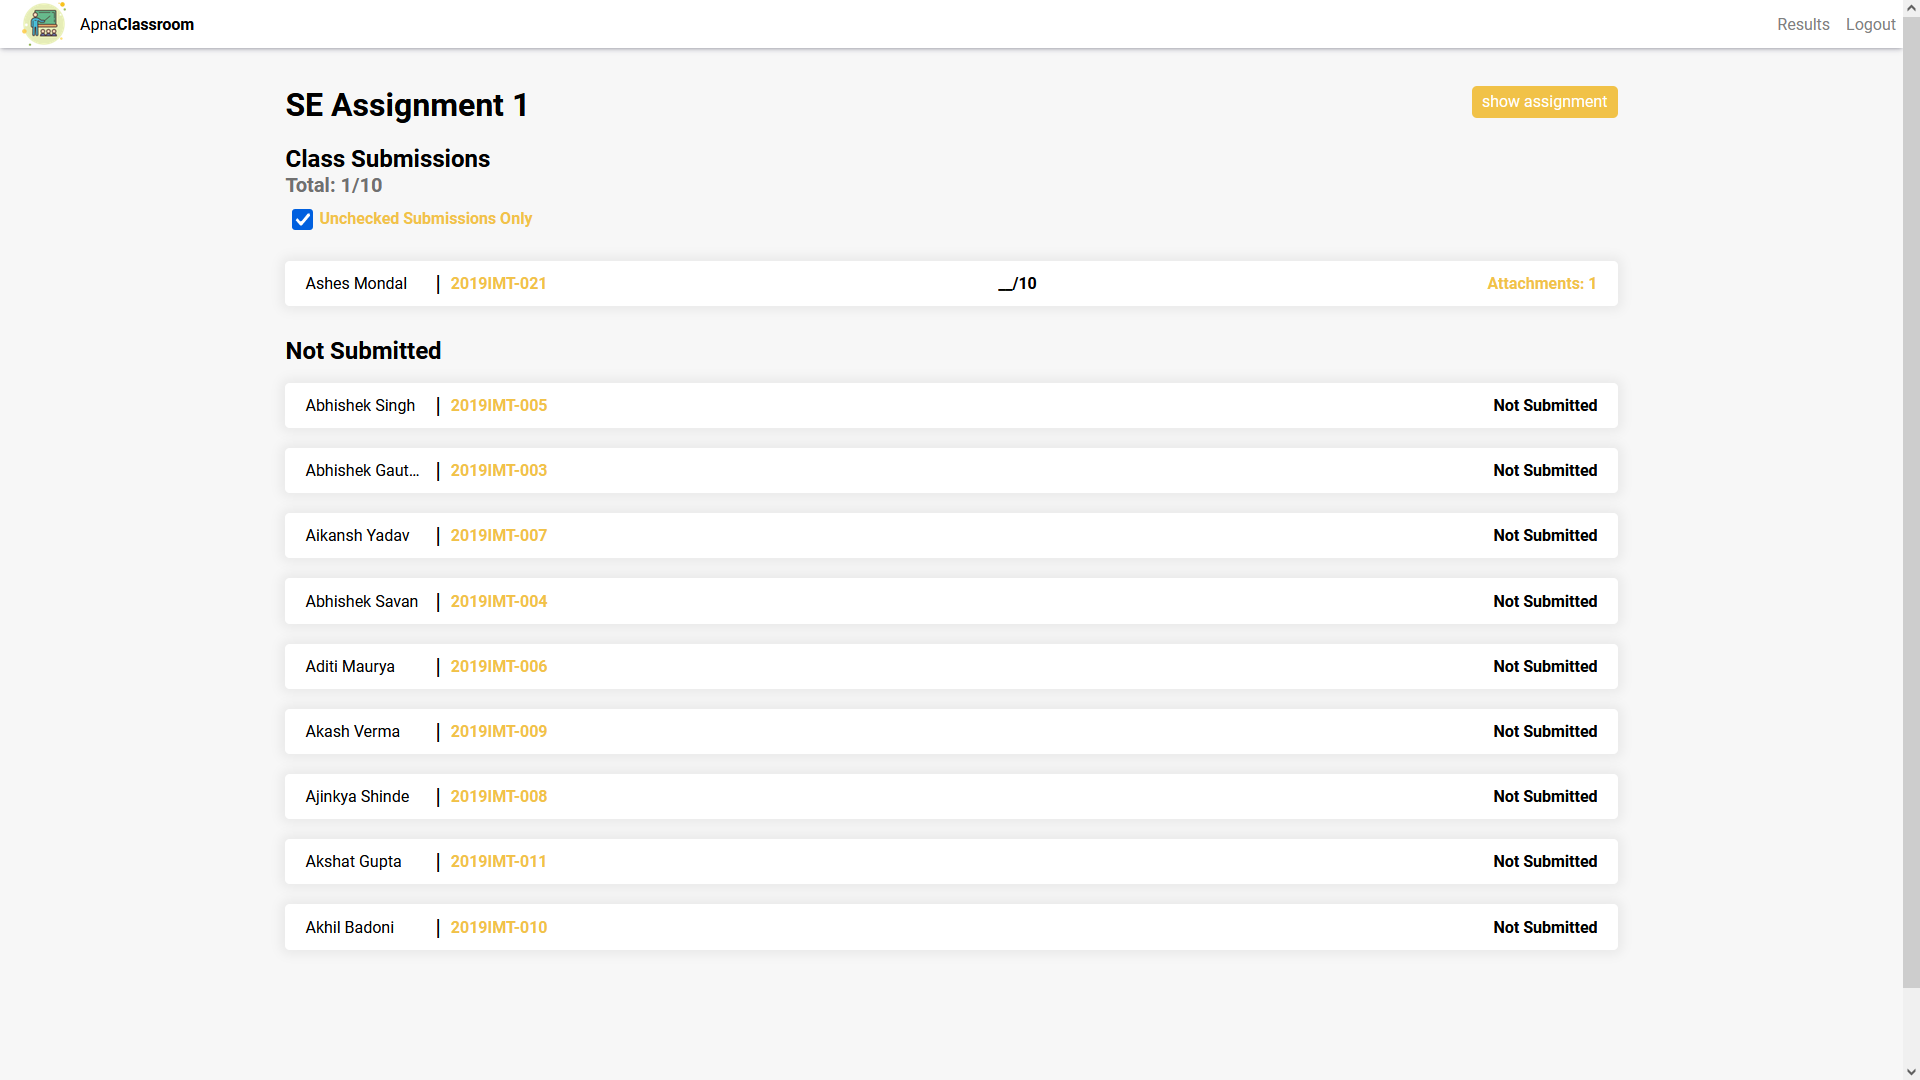 ApnaClassroom Results Logout
SE Assignment 1 show assignment
Class Submissions
Total: 1/10
Unchecked Submissions Only
Ashes Mondal | 2019IMT-021 __/10 Attachments: 1
Not Submitted
Abhishek Singh | 2019IMT-005 Not Submitted
Abhishek Gaut... | 2019IMT-003 Not Submitted
Aikansh Yadav | 2019IMT-007 Not Submitted
Abhishek Savan | 2019IMT-004 Not Submitted
Aditi Maurya | 2019IMT-006 Not Submitted
Akash Verma | 2019IMT-009 Not Submitted
Ajinkya Shinde | 2019IMT-008 Not Submitted
Akshat Gupta | 2019IMT-011 Not Submitted
Akhil Badoni | 2019IMT-010 Not Submitted